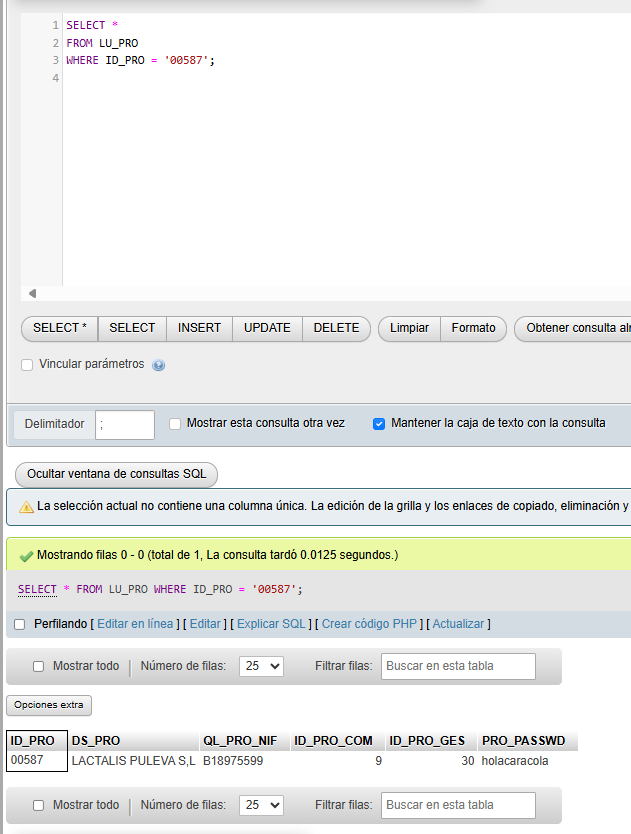 1 SELECT *
2 FROM LU_PRO
3 WHERE ID_PRO = '00587';
4
SELECT * SELECT INSERT UPDATE DELETE Limpiar Formato Obtener consulta
Vincular parámetros
Delimitador ; Mostrar esta consulta otra vez Mantener la caja de texto con la consulta
Ocultar ventana de consultas SQL
La selección actual no contiene una columna única. La edición de la grilla y los enlaces de copiado, eliminación y
Mostrando filas 0 - 0 (total de 1, La consulta tardó 0.0125 segundos.)
SELECT * FROM LU_PRO WHERE ID_PRO = '00587';
Perfilando [ Editar en línea ] [ Editar ] [ Explicar SQL ] [ Crear código PHP ] [ Actualizar ]
Mostrar todo Número de filas: 25 Filtrar filas: Buscar en esta tabla
Opciones extra
ID_PRO DS_PRO QL_PRO_NIF ID_PRO_COM ID_PRO_GES PRO_PASSWD
00587 LACTALIS PULEVA S,L B18975599 9 30 holacaracola
Mostrar todo Número de filas: 25 Filtrar filas: Buscar en esta tabla